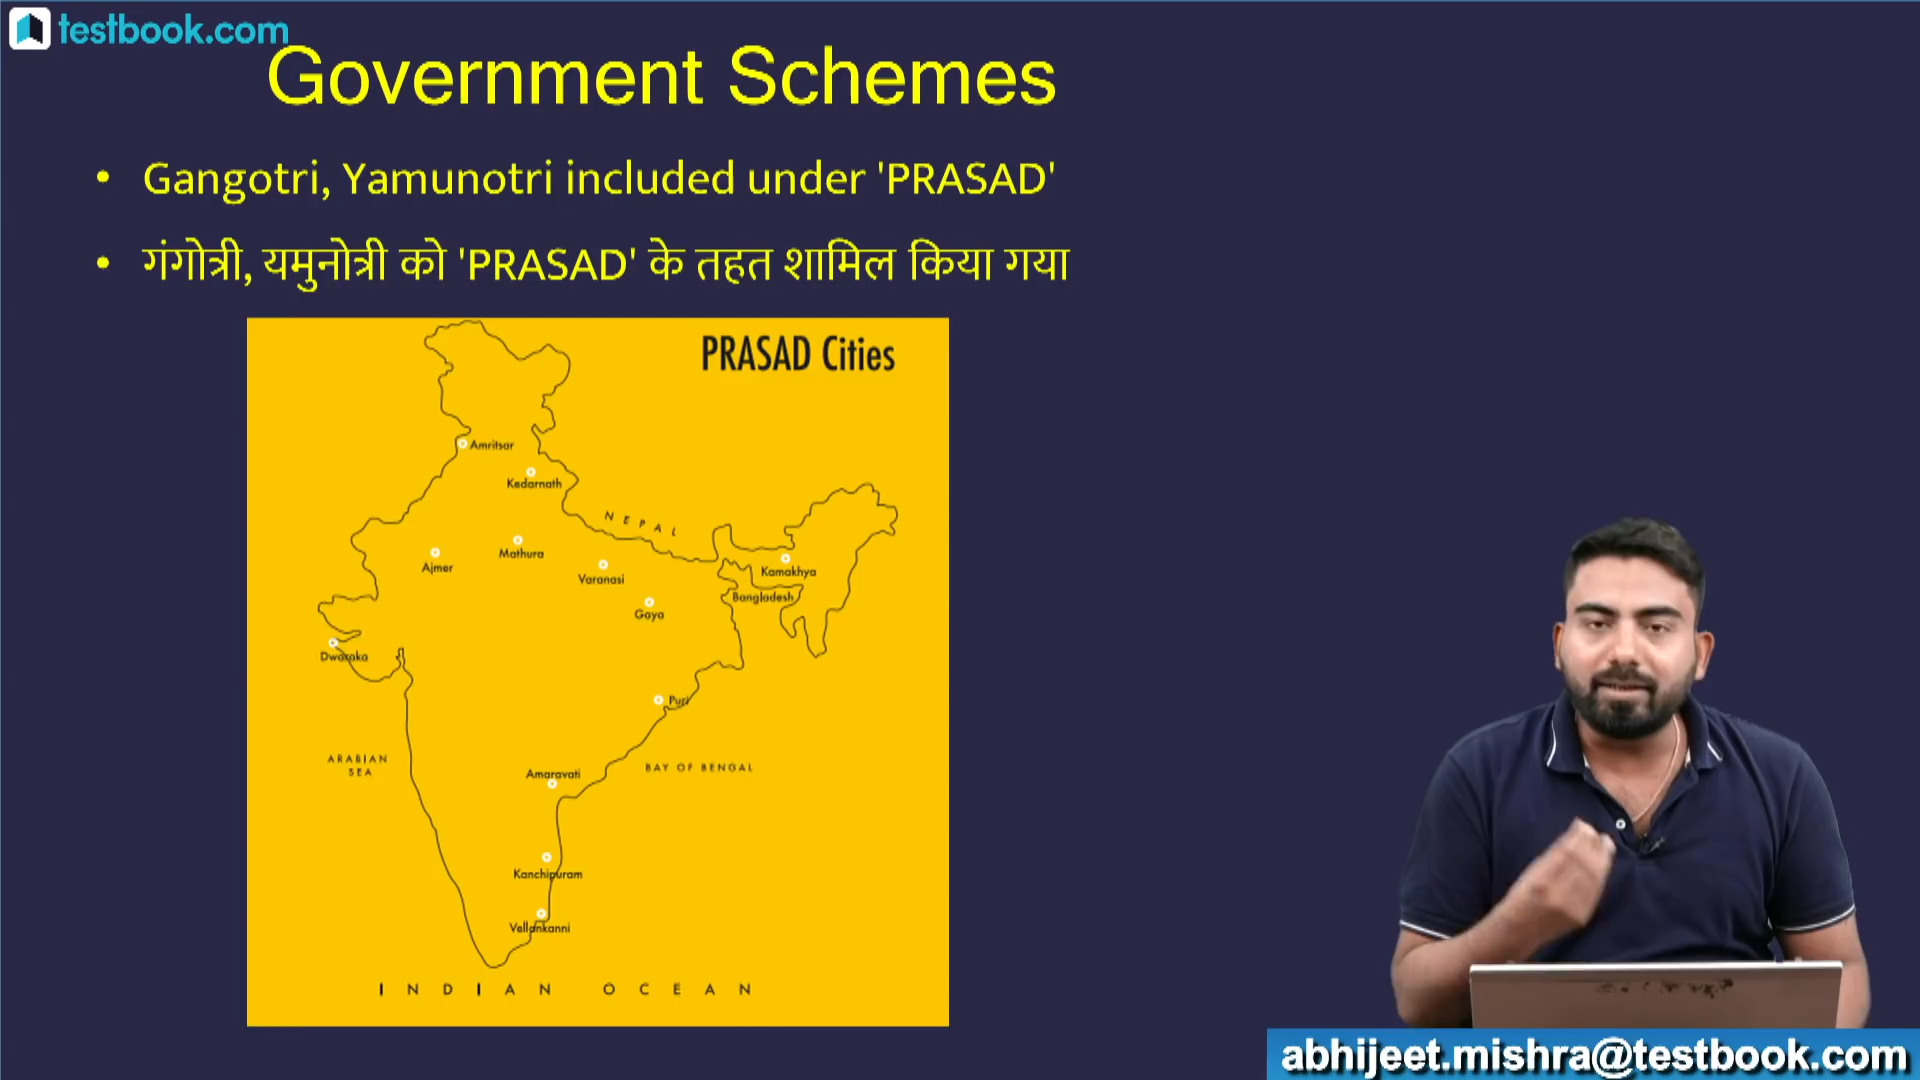 testbook.com
Government Schemes
• Gangotri, Yamunotri included under 'PRASAD'
• गंगोत्री, यमुनोत्री को 'PRASAD' के तहत शामिल किया गया
PRASAD Cities
Amritsar
Kedarnath
NEPAL
Mathura
Ajmer
Varanasi
Kamakhya
Bangladesh
Gaya
Dwaraka
Puri
ARABIAN
SEA
BAY OF BENGAL
Amaravati
Kanchipuram
Vellankanni
INDIAN OCEAN
abhijeet.mishra@testbook.com